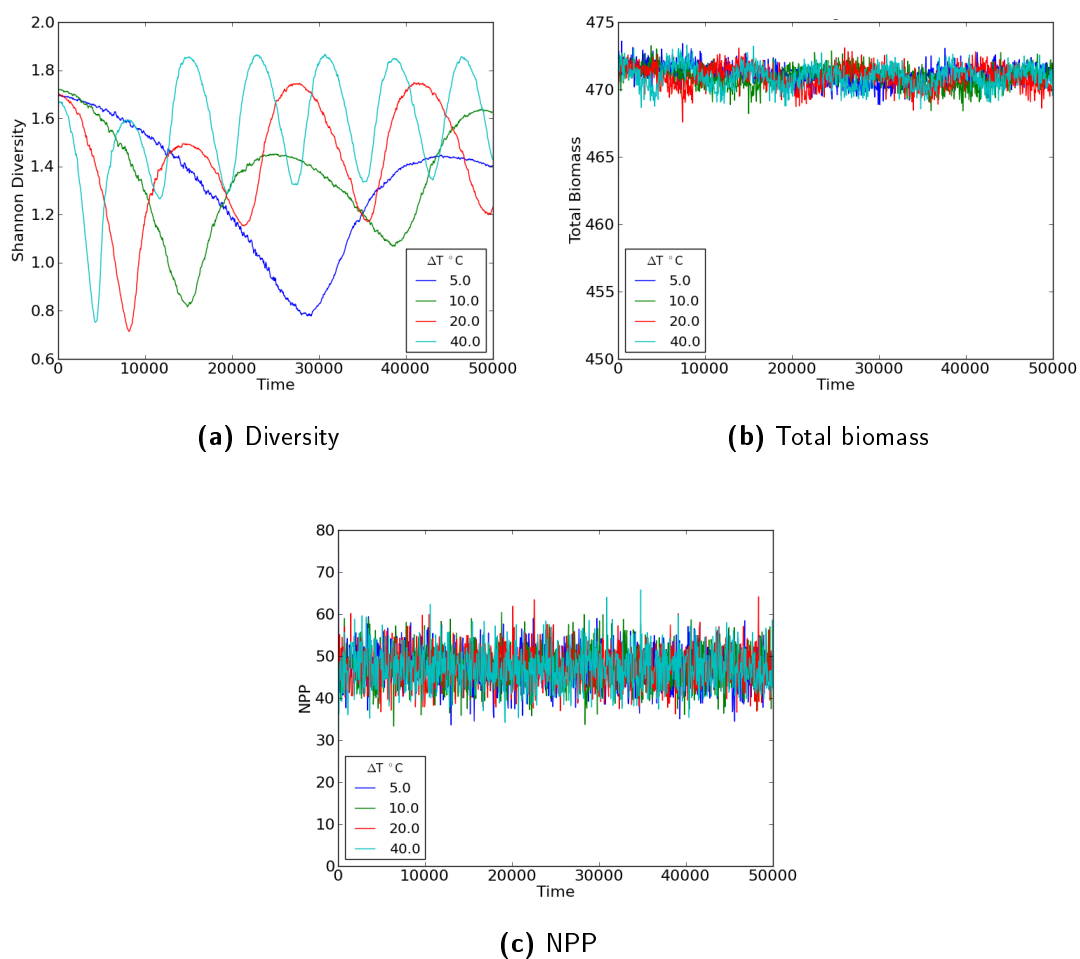 2.0
1.8
1.6
1.4
1.2
1.0
0.8
0.6
Shannon Diversity
0 10000 20000 30000 40000 50000
Time
ΔT °C
5.0
10.0
20.0
40.0
(a) Diversity
475
470
465
460
455
450
Total Biomass
0 10000 20000 30000 40000 50000
Time
ΔT °C
5.0
10.0
20.0
40.0
(b) Total biomass
80
70
60
50
40
30
20
10
0
NPP
0 10000 20000 30000 40000 50000
Time
ΔT °C
5.0
10.0
20.0
40.0
(c) NPP